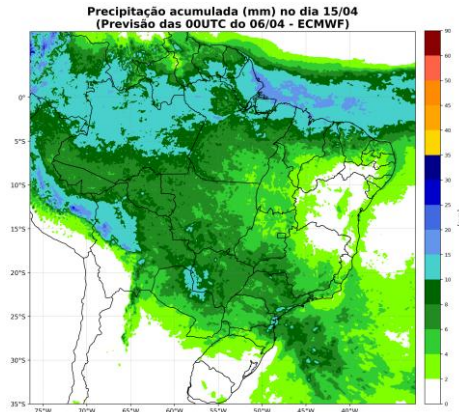 Precipitação acumulada (mm) no dia 15/04
(Previsão das 00UTC do 06/04 - ECMWF)
0°
5°S
10°S
15°S
20°S
25°S
30°S
35°S
75°W
70°W
65°W
60°W
55°W
50°W
45°W
40°W
90
60
50
45
40
35
30
25
20
15
10
8
6
4
2
0